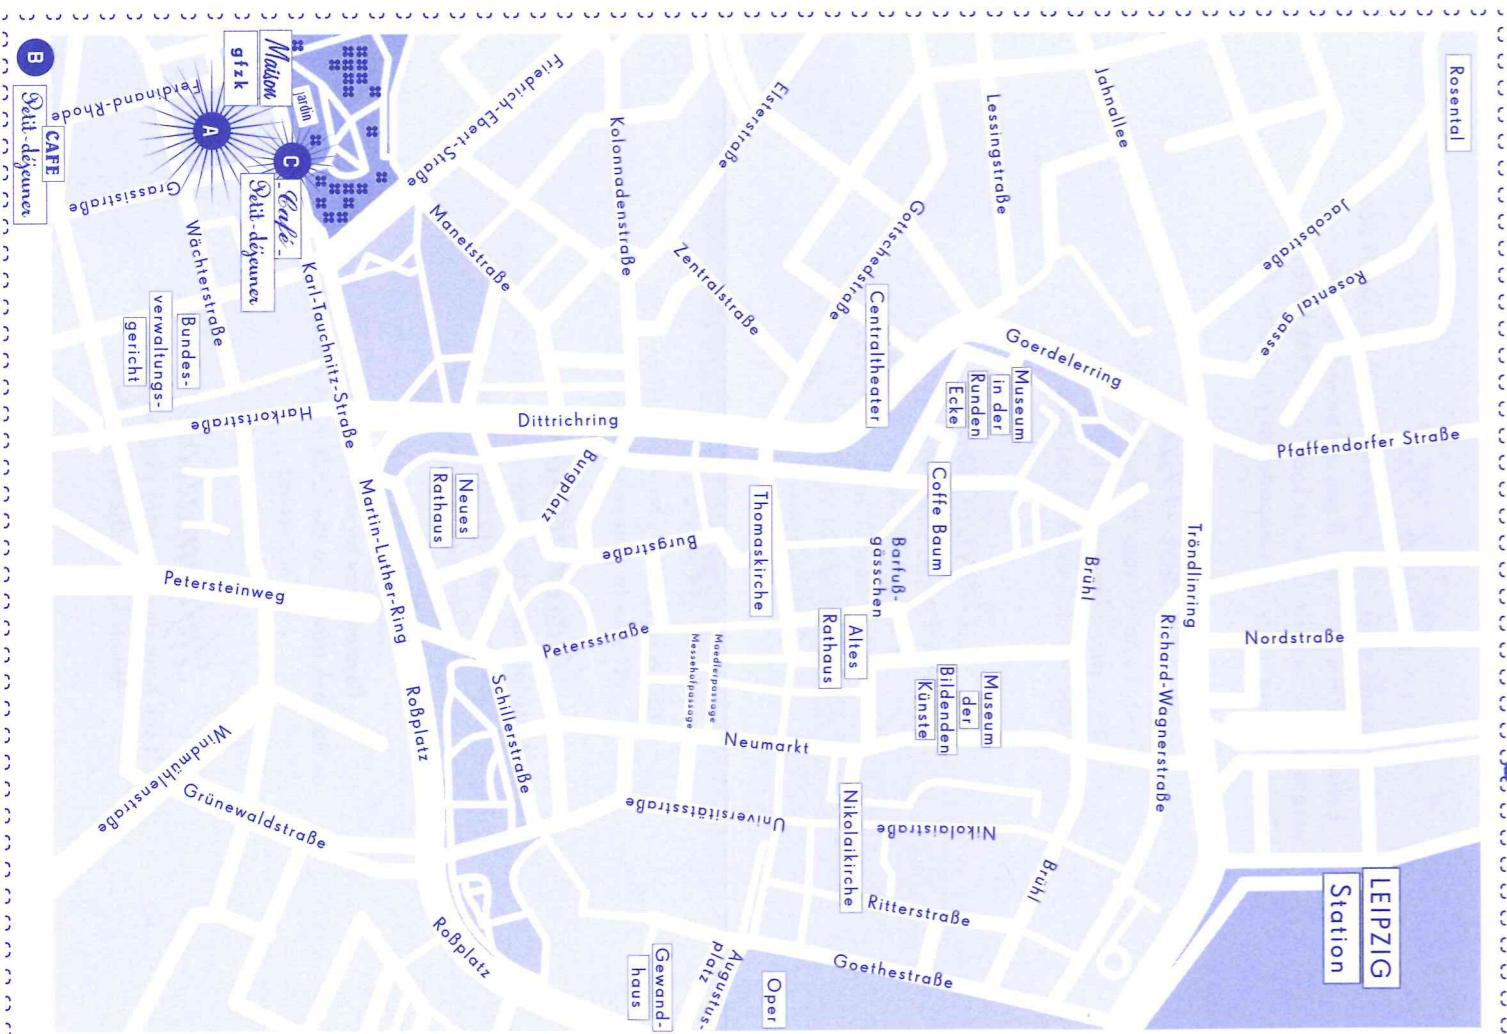 Rosental
LEIPZIG
Station
Pfaffendorfer Straße
Jacobstraße
Rosental gasse
Nordstraße
Tröndlinring
Richard-Wagnerstraße
Jahnallee
Goerdelerring
Brühl
Brühl
Lessingstraße
Museum
in der
Runden
Ecke
Museum
der
Bildenden
Künste
Coffe Baum
Nikolaistraße
Ritterstraße
Goethestraße
Gottschedstraße
Centraltheater
Barfuß-
gässchen
Altes
Rathaus
Nikolaikirche
Elsterstraße
Zentralstraße
Thomaskirche
Neumarkt
Oper
Augustus-
platz
Maedlerpassage
Messehofpassage
Universitätsstraße
Gewand-
haus
Kolonnadenstraße
Dittrichring
Burgstraße
Burgplatz
Petersstraße
Friedrich-Ebert-Straße
Manetstraße
Schillerstraße
Neues
Rathaus
Roßplatz
Roßplatz
Martin-Luther-Ring
Karl-Tauchnitz-Straße
Jardin
Maison
gfzk
C
- Café -
Petit-déjeuner
A
Harkortstraße
Wächterstraße
Bundes-
verwaltungs-
gericht
Petersteinweg
Grünewaldstraße
Windmühlenstraße
Ferdinand-Rhode
Grassistraße
B
CAFE
Petit-déjeuner